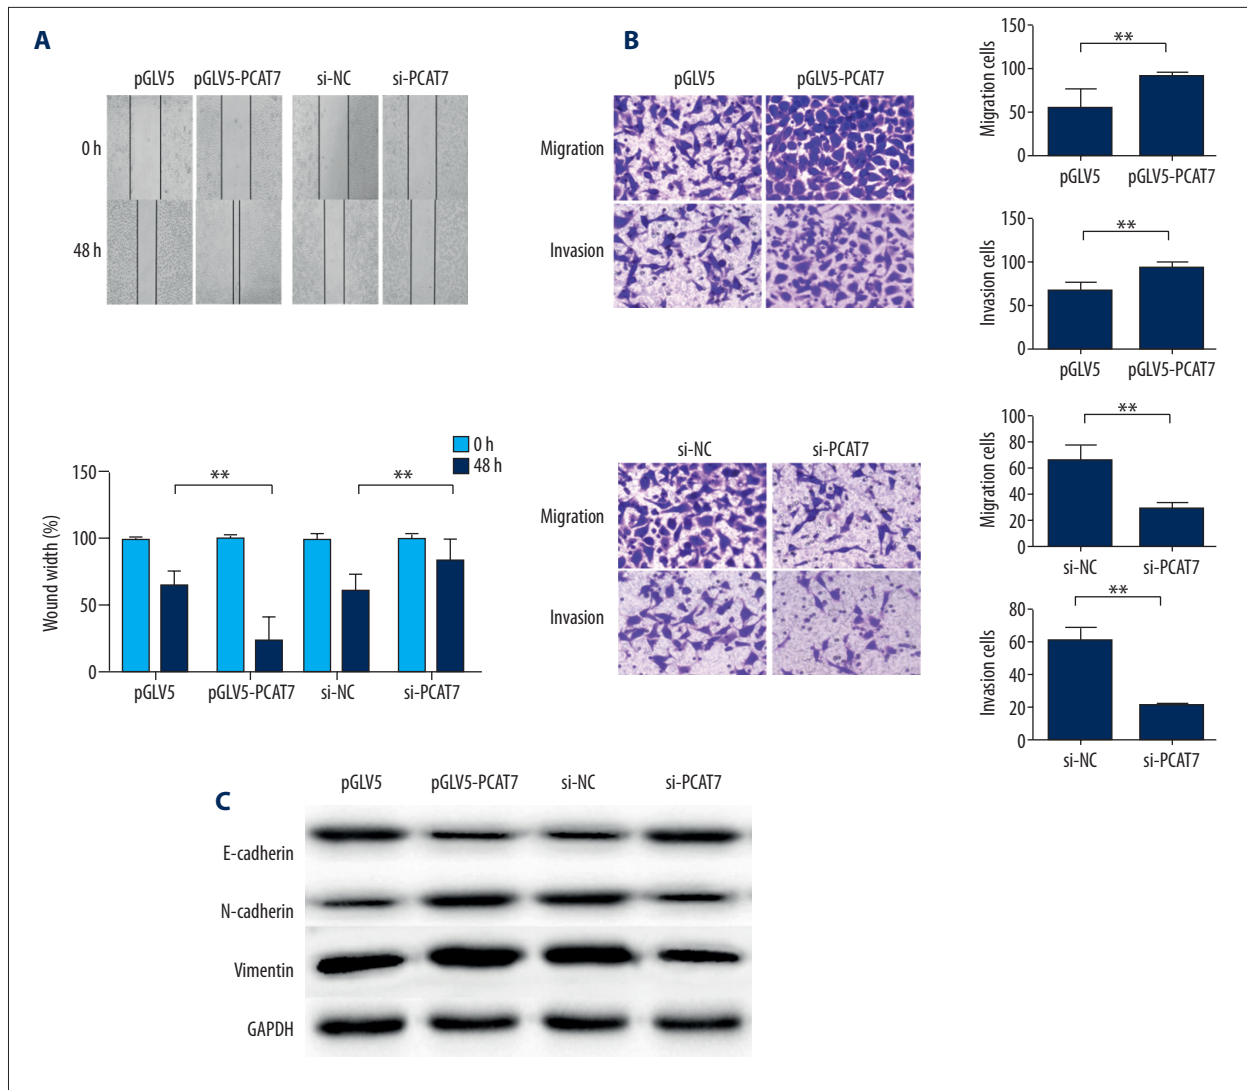 A
pGLV5 pGLV5-PCAT7 si-NC si-PCAT7
0 h
48 h
0 h
48 h
150
100
50
0
Wound width (%)
**
**
pGLV5 pGLV5-PCAT7 si-NC si-PCAT7
B
pGLV5 pGLV5-PCAT7
Migration
Invasion
150
100
50
0
Migration cells
**
pGLV5 pGLV5-PCAT7
150
100
50
0
Invasion cells
**
pGLV5 pGLV5-PCAT7
si-NC si-PCAT7
Migration
Invasion
100
80
60
40
20
0
Migration cells
**
si-NC si-PCAT7
80
60
40
20
0
Invasion cells
**
si-NC si-PCAT7
C
pGLV5 pGLV5-PCAT7 si-NC si-PCAT7
E-cadherin
N-cadherin
Vimentin
GAPDH